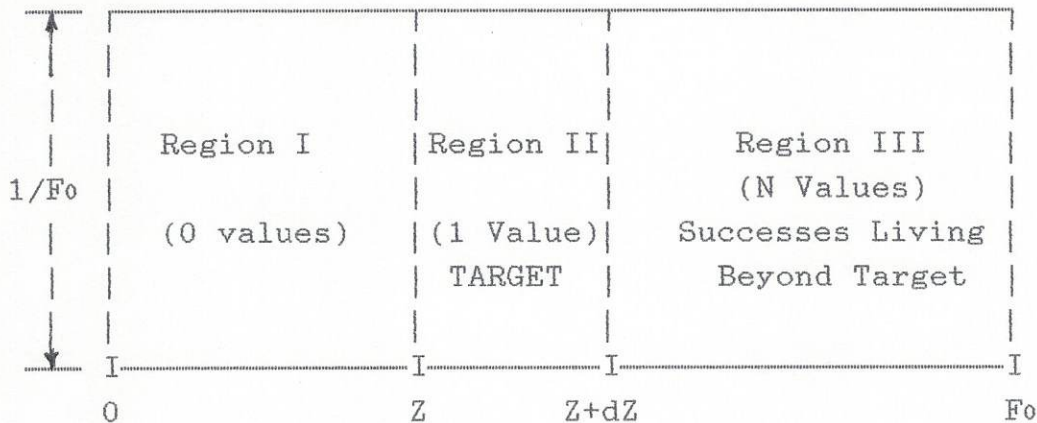 Region I Region II Region III
1/Fo (N Values)
(0 values) (1 Value) Successes Living
TARGET Beyond Target
I I I I
0 Z Z+dZ Fo